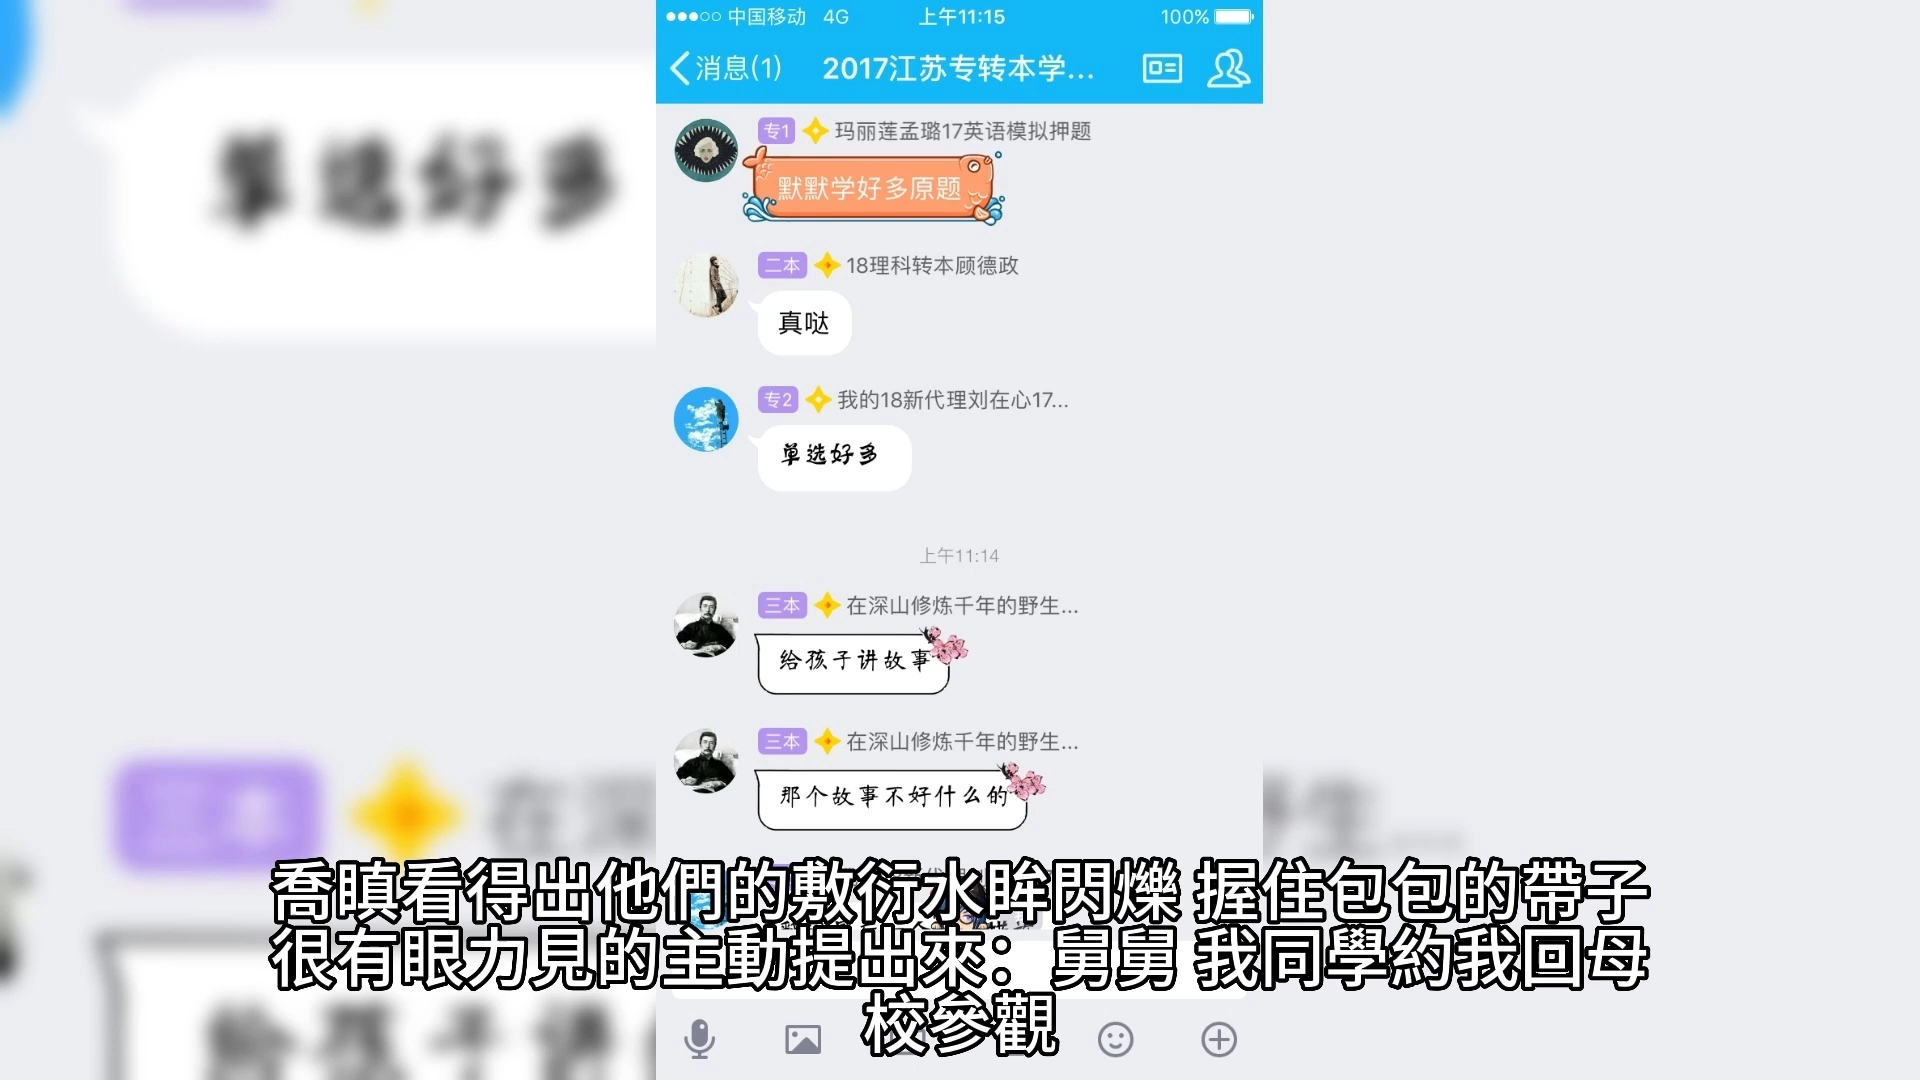 中国移动 4G 上午11:15 100%
消息(1) 2017江苏专转本学...
专1 玛丽莲孟璐17英语模拟押题
默默学好多原题
二本 18理科转本顾德政
真哒
专2 我的18新代理刘在心17...
单选好多
上午11:14
三本 在深山修炼千年的野生...
给孩子讲故事
三本 在深山修炼千年的野生...
那个故事不好什么的
喬瞋看得出他們的敷衍水眸閃爍 握住包包的帶子
很有眼力見的主動提出來：舅舅 我同學約我回母
校參觀